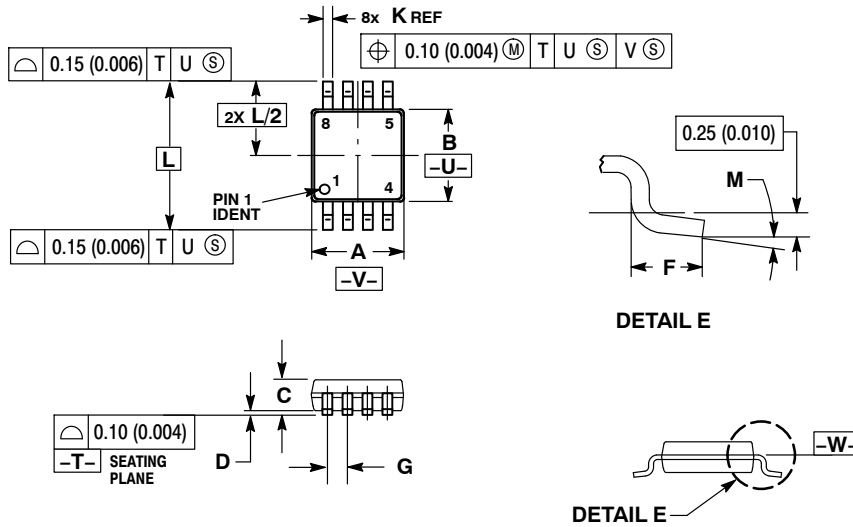 8x K REF
⌓ 0.15 (0.006) T U Ⓢ
⌖ 0.10 (0.004) Ⓜ T U Ⓢ V Ⓢ
2X L/2
8 5
B
–U–
L
PIN 1
IDENT
1 4
⌓ 0.15 (0.006) T U Ⓢ
A
–V–
0.25 (0.010)
M
F
DETAIL E
C
⌓ 0.10 (0.004)
–T– SEATING
PLANE
D
G
–W–
DETAIL E